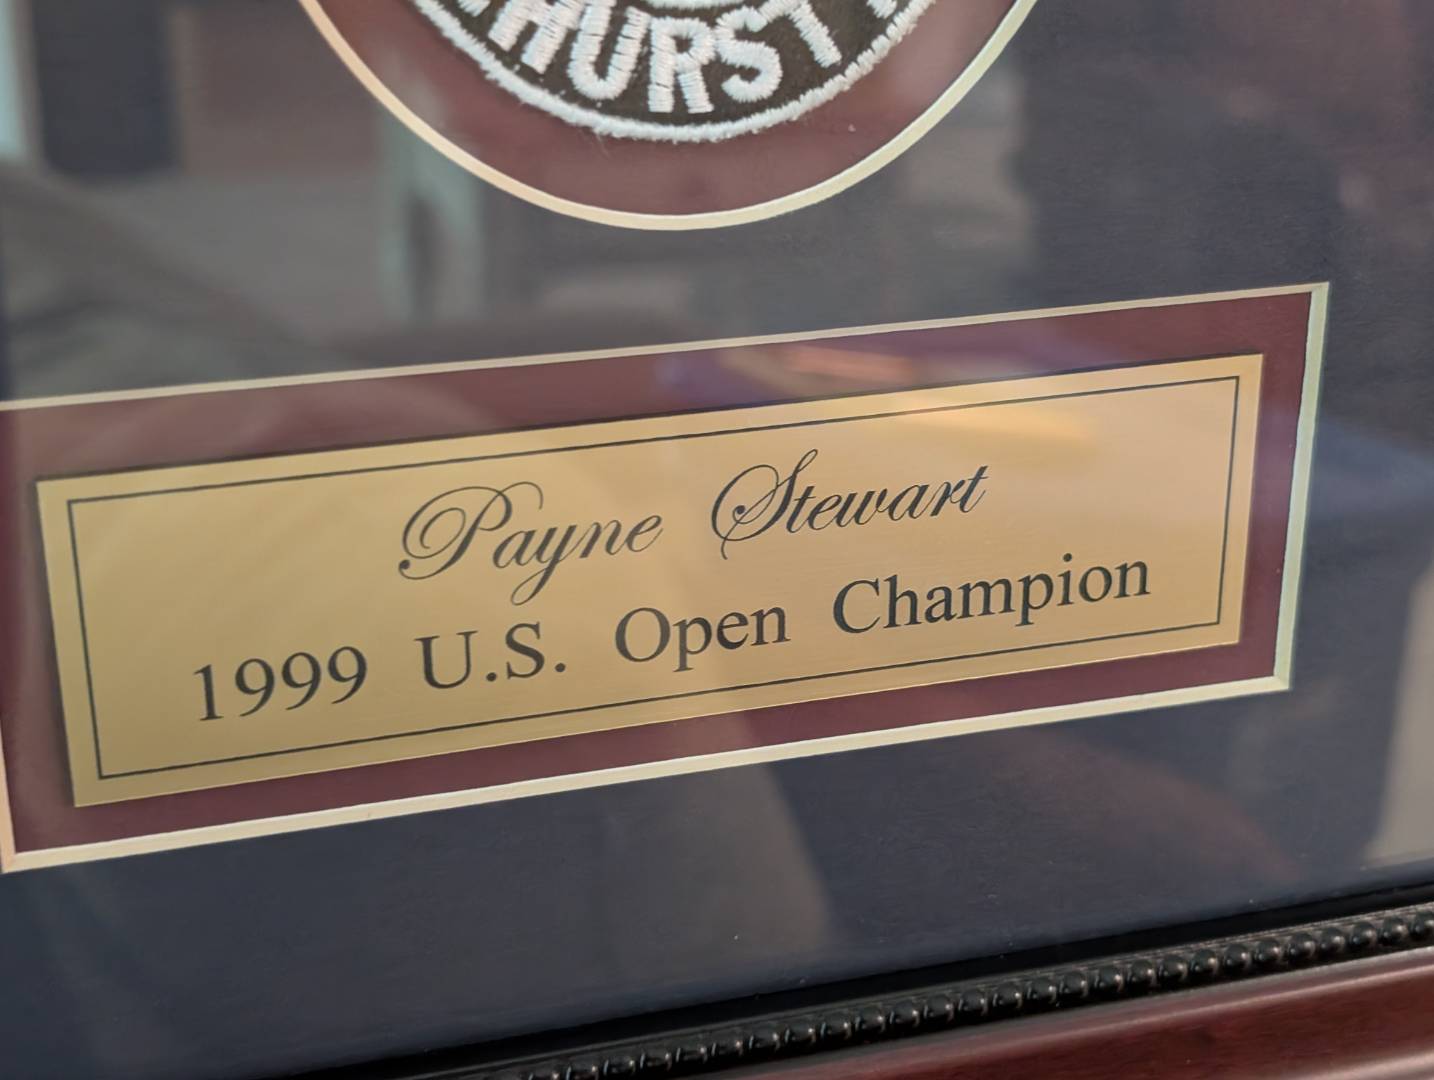 HURST
Payne Stewart
1999 U.S. Open Champion